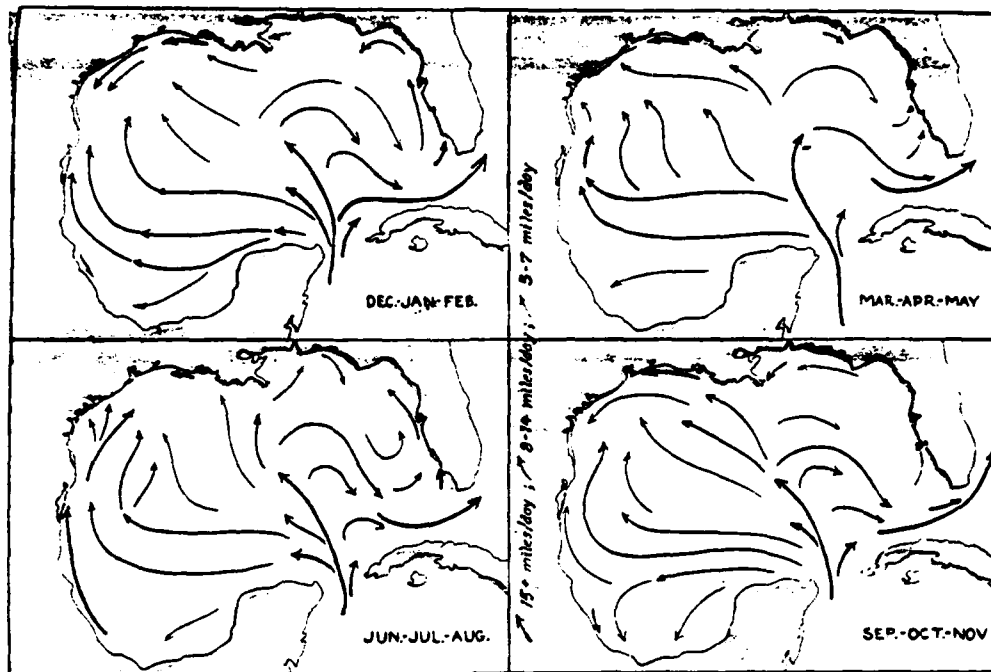 DEC.-JAN-FEB.
MAR.-APR.-MAY
15+ miles/day ; 8-14 miles/day ; 3-7 miles/day
JUN.-JUL.-AUG.
SEP.-OCT.-NOV